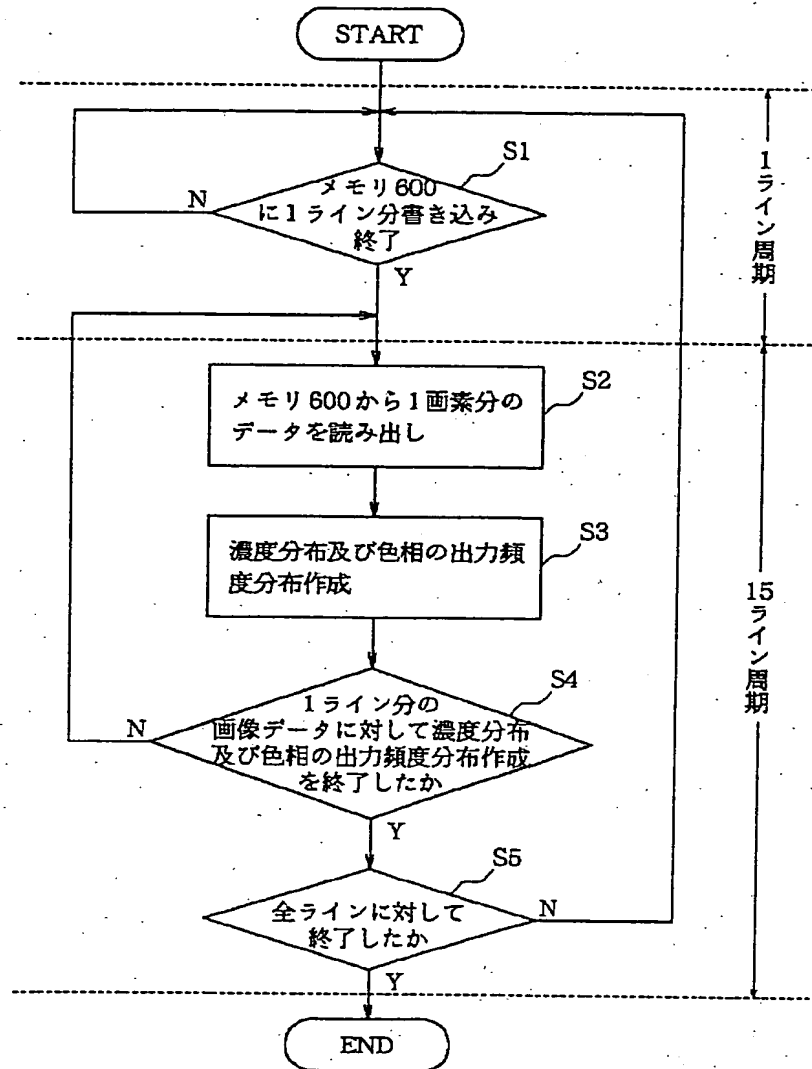 START
S1
メモリ600
に1ライン分書き込み
終了
N
Y
1ライン周期
S2
メモリ600から1画素分の
データを読み出し
S3
濃度分布及び色相の出力頻
度分布作成
15ライン周期
S4
1ライン分の
画像データに対して濃度分布
及び色相の出力頻度分布作成
を終了したか
N
Y
S5
全ラインに対して
終了したか
N
Y
END